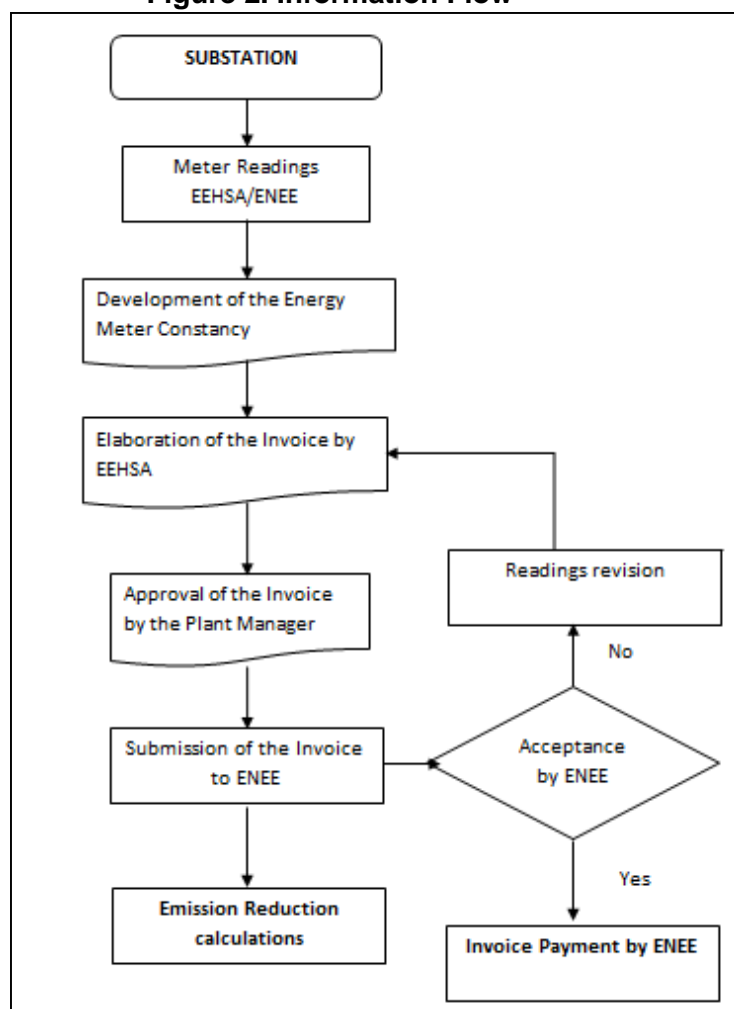 Figure 2. Information Flow
SUBSTATION
Meter Readings
EEHSA/ENEE
Development of the Energy
Meter Constancy
Elaboration of the Invoice by
EEHSA
Approval of the Invoice
by the Plant Manager
Readings revision
No
Submission of the Invoice
to ENEE
Acceptance
by ENEE
Yes
Emission Reduction
calculations
Invoice Payment by ENEE